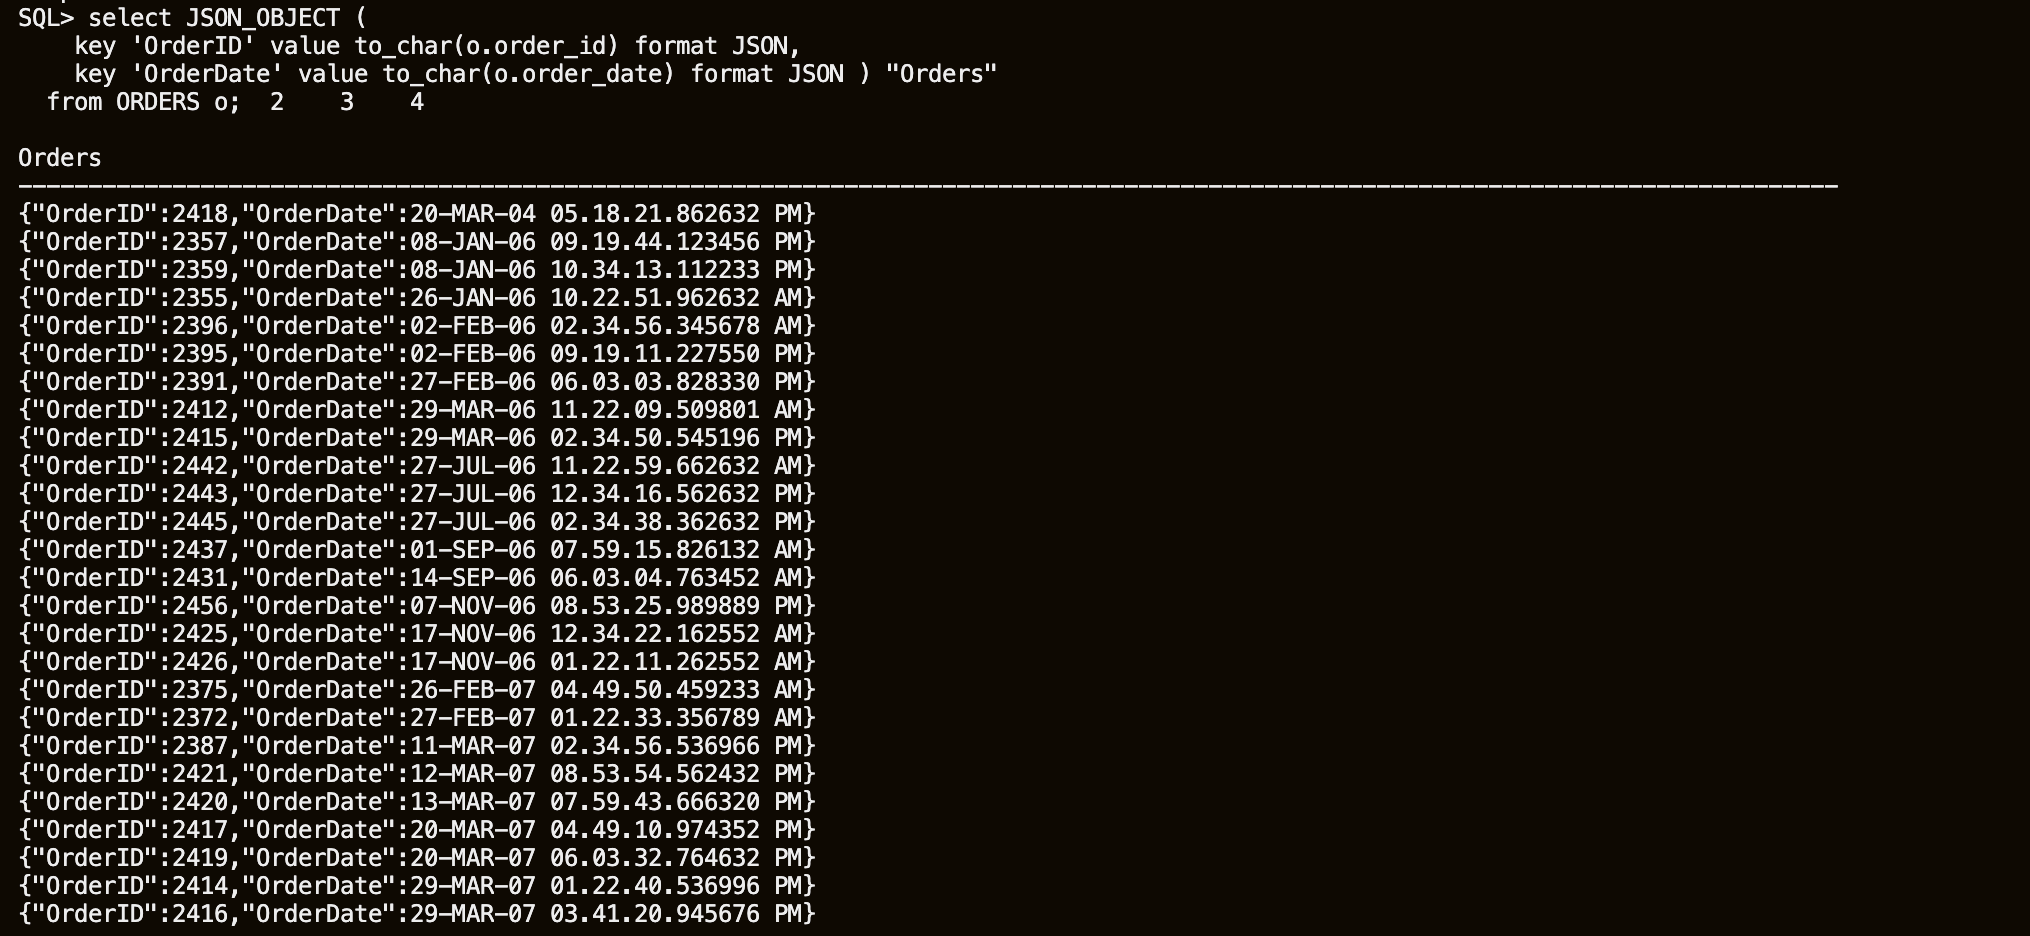 SQL> select JSON_OBJECT (
    key 'OrderID' value to_char(o.order_id) format JSON,
    key 'OrderDate' value to_char(o.order_date) format JSON ) "Orders"
  from ORDERS o;  2    3    4
Orders
----------------------------------------------------------------------------------------------------------------------------------
{"OrderID":2418,"OrderDate":20-MAR-04 05.18.21.862632 PM}
{"OrderID":2357,"OrderDate":08-JAN-06 09.19.44.123456 PM}
{"OrderID":2359,"OrderDate":08-JAN-06 10.34.13.112233 PM}
{"OrderID":2355,"OrderDate":26-JAN-06 10.22.51.962632 AM}
{"OrderID":2396,"OrderDate":02-FEB-06 02.34.56.345678 AM}
{"OrderID":2395,"OrderDate":02-FEB-06 09.19.11.227550 PM}
{"OrderID":2391,"OrderDate":27-FEB-06 06.03.03.828330 PM}
{"OrderID":2412,"OrderDate":29-MAR-06 11.22.09.509801 AM}
{"OrderID":2415,"OrderDate":29-MAR-06 02.34.50.545196 PM}
{"OrderID":2442,"OrderDate":27-JUL-06 11.22.59.662632 AM}
{"OrderID":2443,"OrderDate":27-JUL-06 12.34.16.562632 PM}
{"OrderID":2445,"OrderDate":27-JUL-06 02.34.38.362632 PM}
{"OrderID":2437,"OrderDate":01-SEP-06 07.59.15.826132 AM}
{"OrderID":2431,"OrderDate":14-SEP-06 06.03.04.763452 AM}
{"OrderID":2456,"OrderDate":07-NOV-06 08.53.25.989889 PM}
{"OrderID":2425,"OrderDate":17-NOV-06 12.34.22.162552 AM}
{"OrderID":2426,"OrderDate":17-NOV-06 01.22.11.262552 AM}
{"OrderID":2375,"OrderDate":26-FEB-07 04.49.50.459233 AM}
{"OrderID":2372,"OrderDate":27-FEB-07 01.22.33.356789 AM}
{"OrderID":2387,"OrderDate":11-MAR-07 02.34.56.536966 PM}
{"OrderID":2421,"OrderDate":12-MAR-07 08.53.54.562432 PM}
{"OrderID":2420,"OrderDate":13-MAR-07 07.59.43.666320 PM}
{"OrderID":2417,"OrderDate":20-MAR-07 04.49.10.974352 PM}
{"OrderID":2419,"OrderDate":20-MAR-07 06.03.32.764632 PM}
{"OrderID":2414,"OrderDate":29-MAR-07 01.22.40.536996 PM}
{"OrderID":2416,"OrderDate":29-MAR-07 03.41.20.945676 PM}